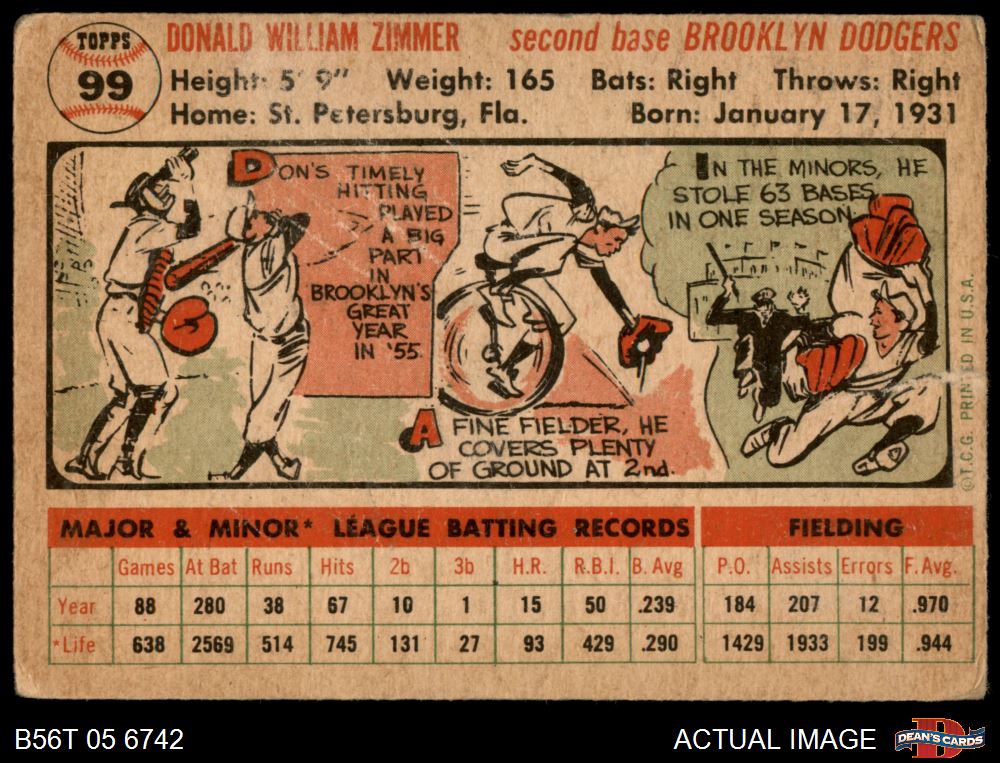 TOPPS
99
DONALD WILLIAM ZIMMER second base BROOKLYN DODGERS
Height: 5' 9" Weight: 165 Bats: Right Throws: Right
Home: St. Petersburg, Fla. Born: January 17, 1931
DON'S TIMELY
HITTING
PLAYED
A BIG
PART
IN
BROOKLYN'S
GREAT
YEAR
IN '55.
A FINE FIELDER, HE
COVERS PLENTY
OF GROUND AT 2nd.
IN THE MINORS, HE
STOLE 63 BASES
IN ONE SEASON.
©T.C.G. PRINTED IN U.S.A.
MAJOR & MINOR* LEAGUE BATTING RECORDS FIELDING
Games At Bat Runs Hits 2b 3b H.R. R.B.I. B. Avg P.O. Assists Errors F. Avg.
Year 88 280 38 67 10 1 15 50 .239 184 207 12 .970
*Life 638 2569 514 745 131 27 93 429 .290 1429 1933 199 .944
B56T 05 6742 ACTUAL IMAGE DEAN'S CARDS